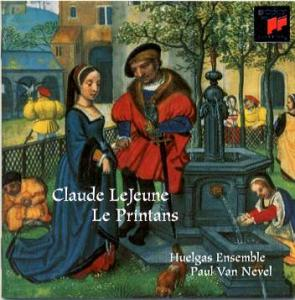 Claude LeJeune
Le Printans
Huelgas Ensemble
Paul Van Nevel